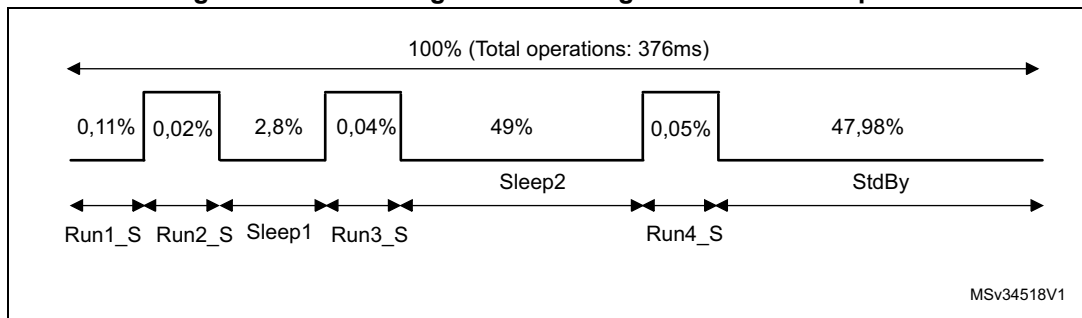 100% (Total operations: 376ms)
0,11% 0,02% 2,8% 0,04% 49% 0,05% 47,98%
Sleep2 StdBy
Run1_S Run2_S Sleep1 Run3_S Run4_S
MSv34518V1